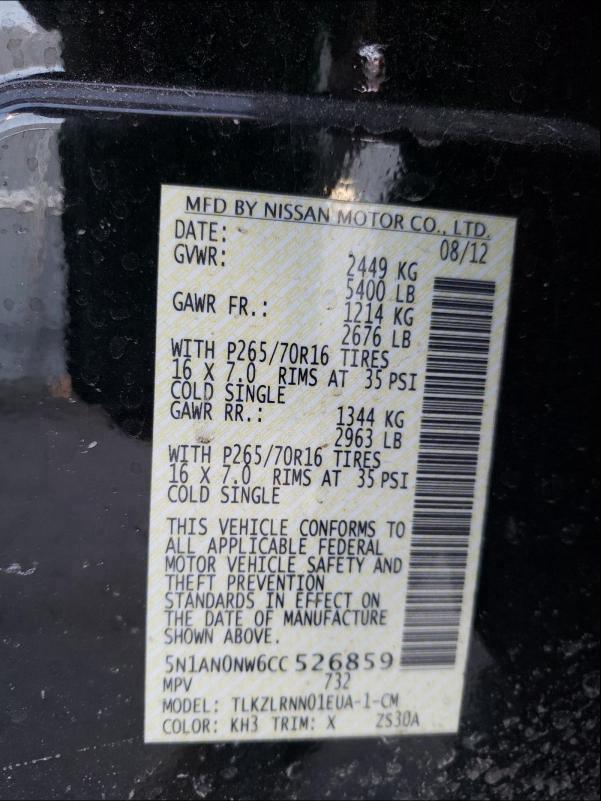 MFD BY NISSAN MOTOR CO., LTD.
DATE: 08/12
GVWR: 2449 KG
5400 LB
GAWR FR.: 1214 KG
2676 LB
WITH P265/70R16 TIRES
16 X 7.0 RIMS AT 35 PSI
COLD SINGLE
GAWR RR.: 1344 KG
2963 LB
WITH P265/70R16 TIRES
16 X 7.0 RIMS AT 35 PSI
COLD SINGLE
THIS VEHICLE CONFORMS TO
ALL APPLICABLE FEDERAL
MOTOR VEHICLE SAFETY AND
THEFT PREVENTION
STANDARDS IN EFFECT ON
THE DATE OF MANUFACTURE
SHOWN ABOVE.
5N1AN0NW6CC 526859
MPV 732
MODEL: TLKZLRNN01EUA-1-CM
COLOR: KH3 TRIM: X ZS30A